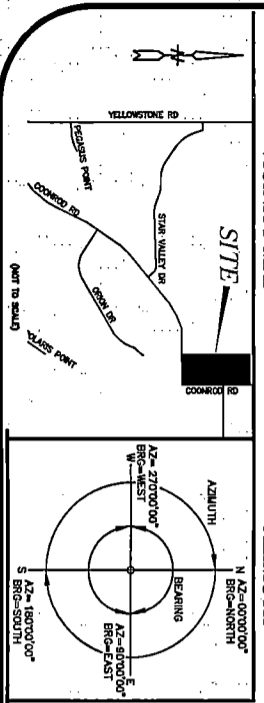 YELLOWSTONE RD
PEGASUS POINT
COONROD RD
STAR VALLEY DR
ORION DR
SITE
COONROD RD
(NOT TO SCALE)
POLARIS POINT
AZIMUTH
BEARING
N AZ=00°00'00"
BRG=NORTH
AZ=270°00'00"
BRG=WEST
W
E
AZ=90°00'00"
BRG=EAST
S AZ=180°00'00"
BRG=SOUTH